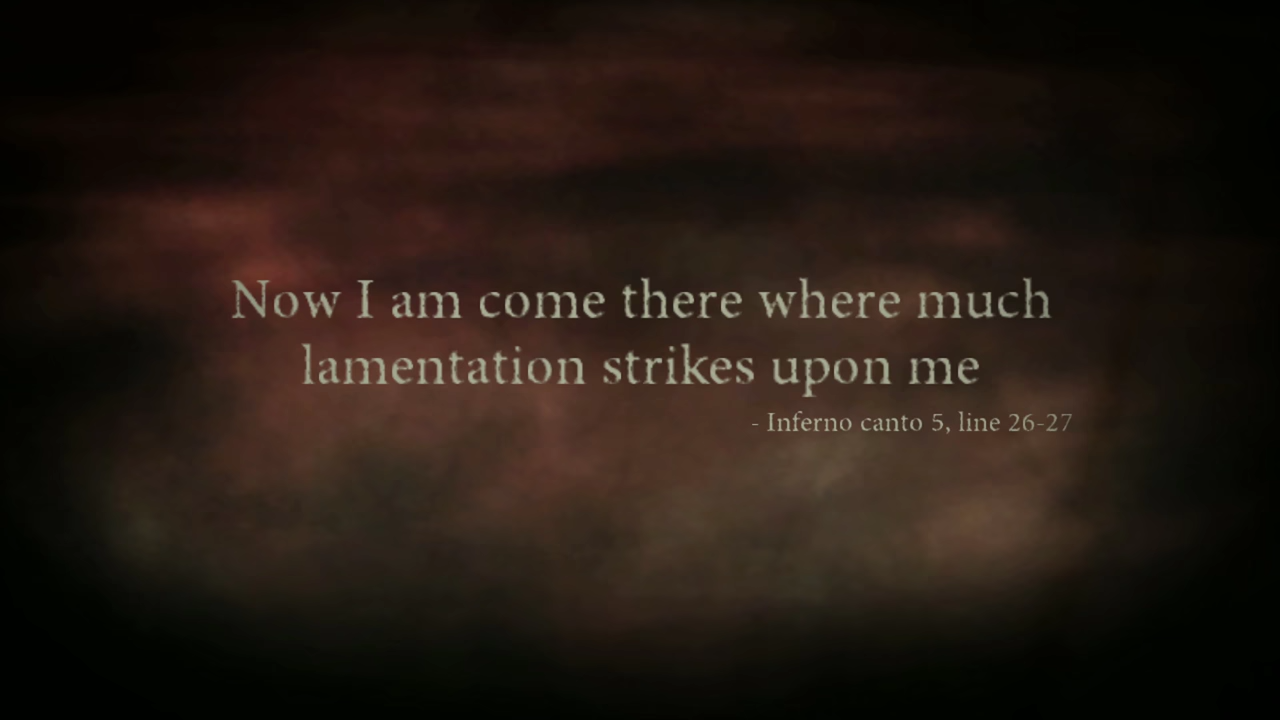 Now I am come there where much
lamentation strikes upon me
- Inferno canto 5, line 26-27